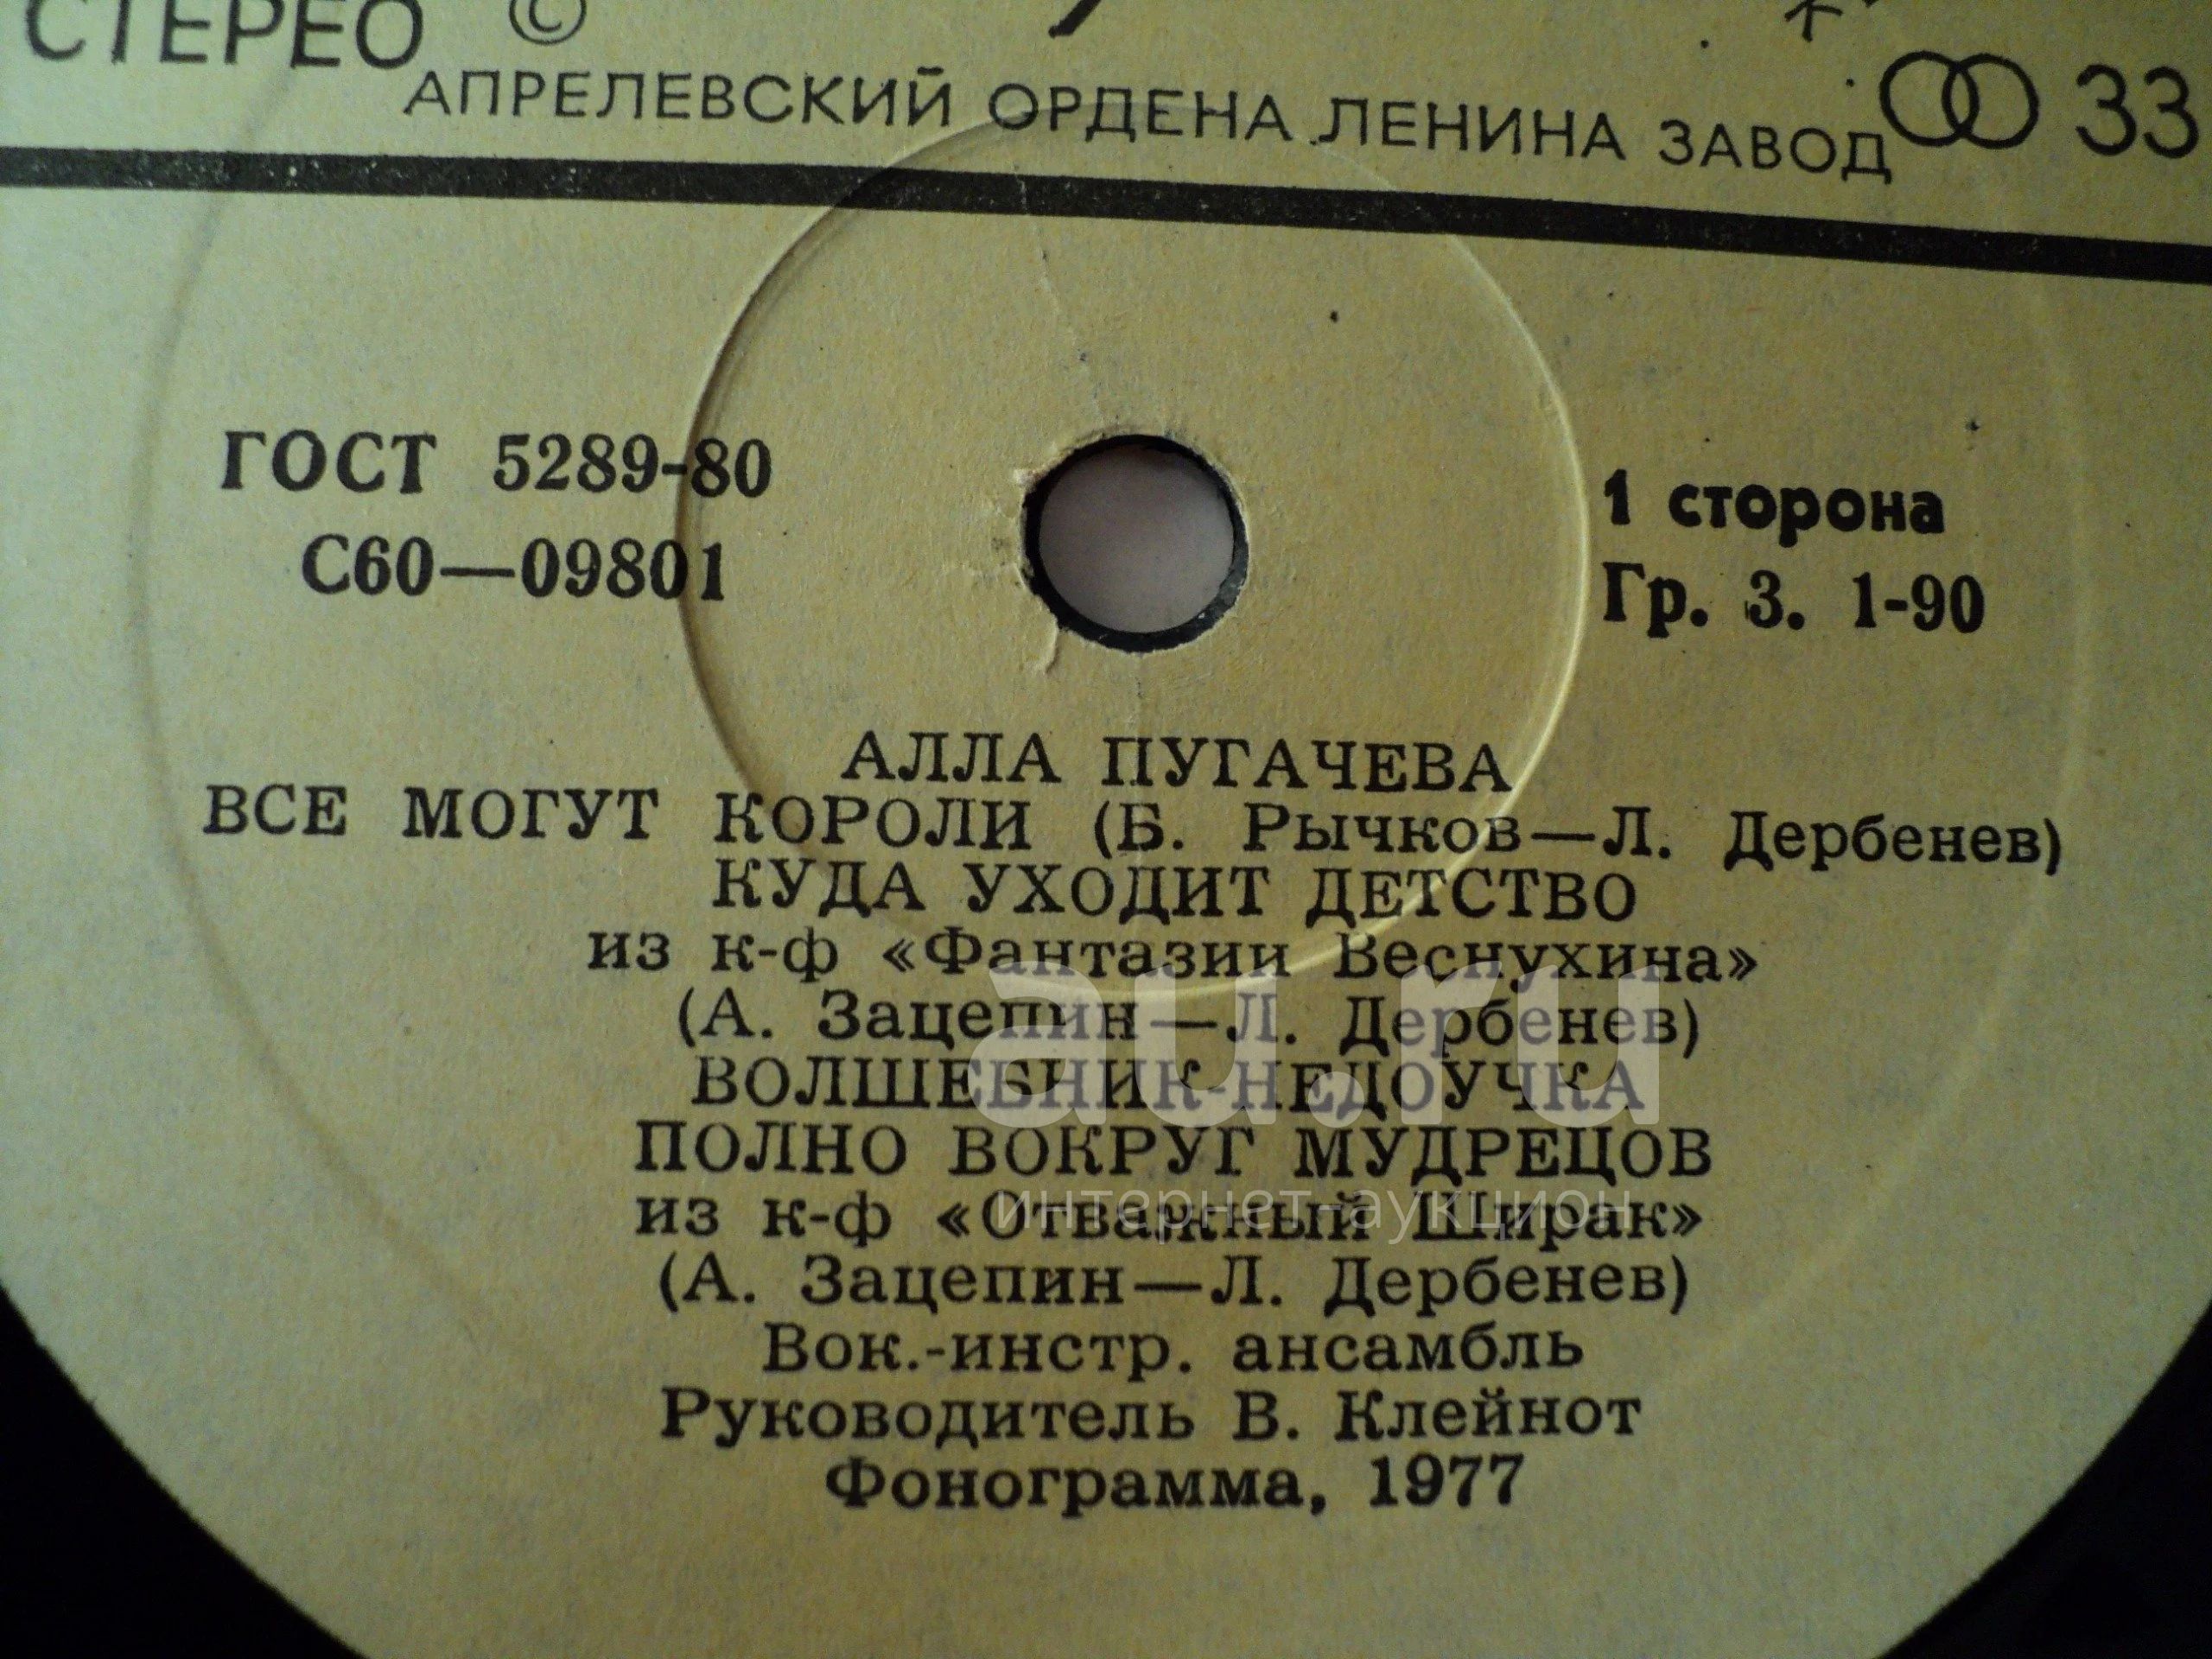 СТЕРЕО ©
АПРЕЛЕВСКИЙ ОРДЕНА ЛЕНИНА ЗАВОД
33
ГОСТ 5289-80
С60—09801
1 сторона
Гр. 3. 1-90
АЛЛА ПУГАЧЕВА
ВСЕ МОГУТ КОРОЛИ (Б. Рычков—Л. Дербенев)
КУДА УХОДИТ ДЕТСТВО
из к-ф «Фантазии Веснухина»
(А. Зацепин—Л. Дербенев)
ВОЛШЕБНИК-НЕДОУЧКА
ПОЛНО ВОКРУГ МУДРЕЦОВ
из к-ф «Отважный Ширак»
(А. Зацепин—Л. Дербенев)
Вок.-инстр. ансамбль
Руководитель В. Клейнот
Фонограмма, 1977
au.ru
интернет-аукцион